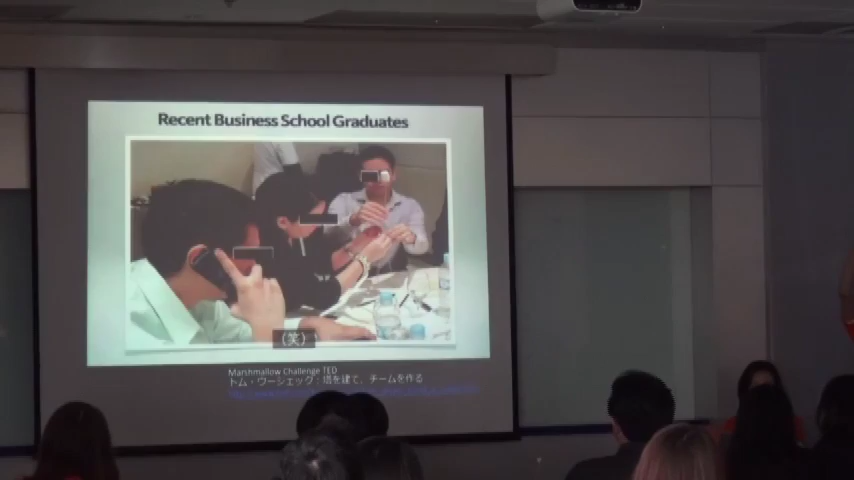 Recent Business School Graduates
(笑)
Marshmallow Challenge TED
トム・ウージェック：塔を建て、チームを作る